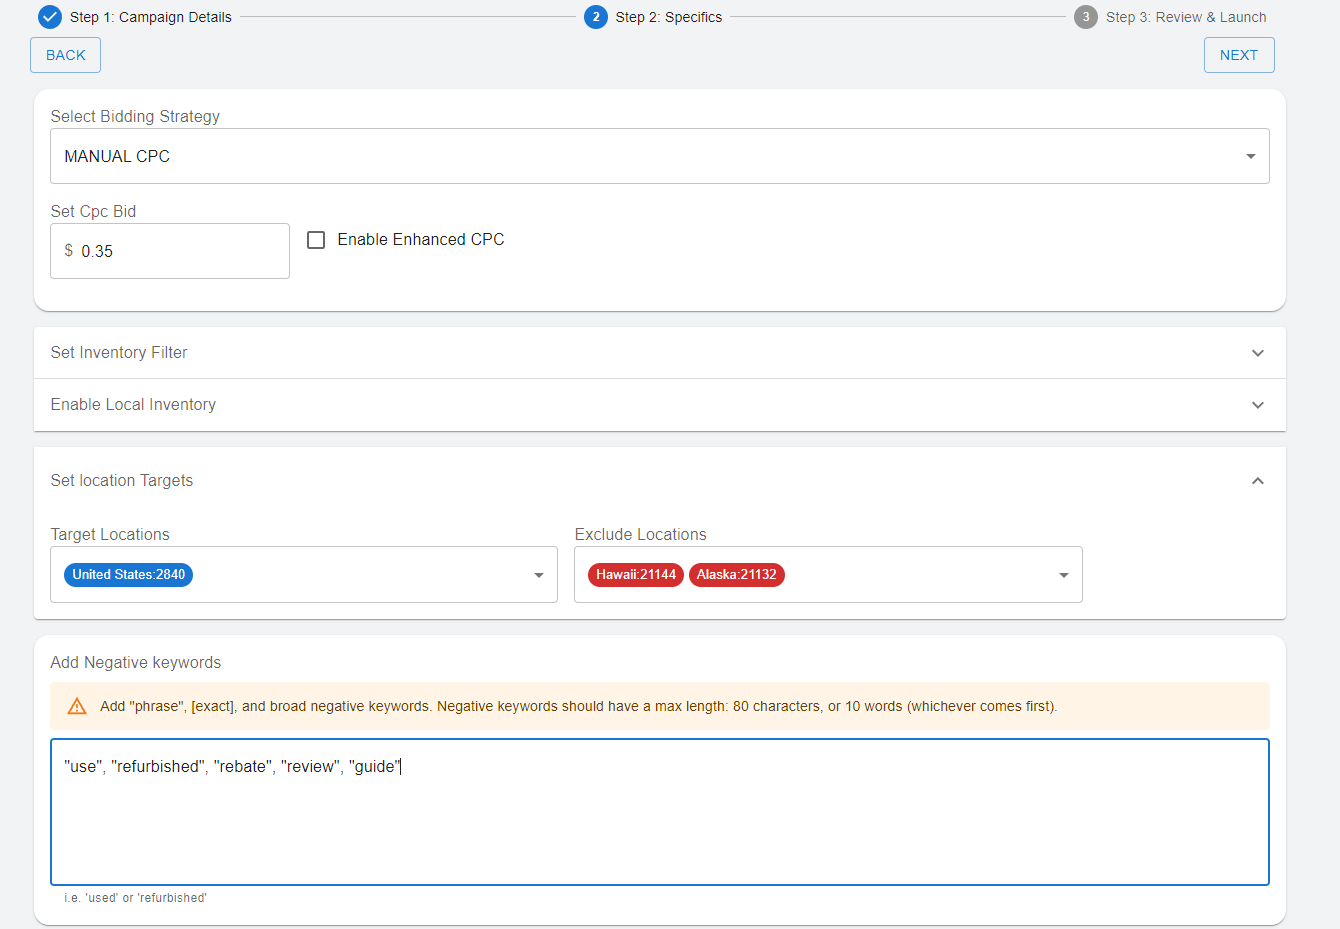 Step 1: Campaign Details
2 Step 2: Specifics
3 Step 3: Review & Launch
BACK
NEXT
Select Bidding Strategy
MANUAL CPC
Set Cpc Bid
$ 0.35
Enable Enhanced CPC
Set Inventory Filter
Enable Local Inventory
Set location Targets
Target Locations
United States:2840
Exclude Locations
Hawaii:21144 Alaska:21132
Add Negative keywords
Add "phrase", [exact], and broad negative keywords. Negative keywords should have a max length: 80 characters, or 10 words (whichever comes first).
"use", "refurbished", "rebate", "review", "guide"
i.e. 'used' or 'refurbished'